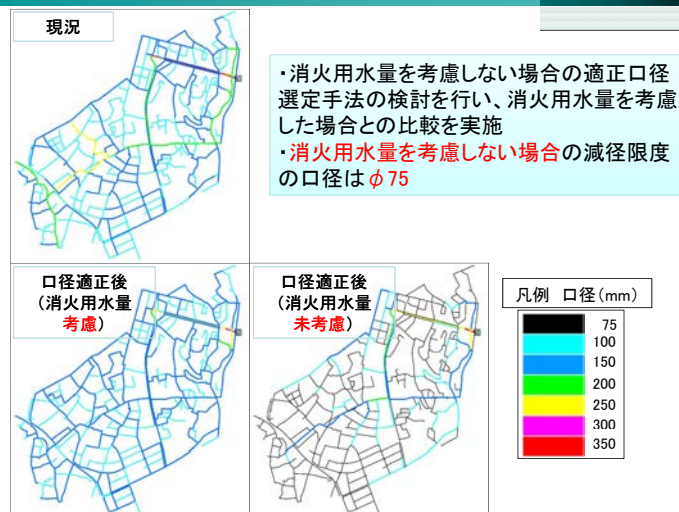 現況
・消火用水量を考慮しない場合の適正口径
選定手法の検討を行い、消火用水量を考慮
した場合との比較を実施
・消火用水量を考慮しない場合の減径限度
の口径はφ75
口径適正後
（消火用水量
考慮）
口径適正後
（消火用水量
未考慮）
凡例 口径（mm）
75
100
150
200
250
300
350